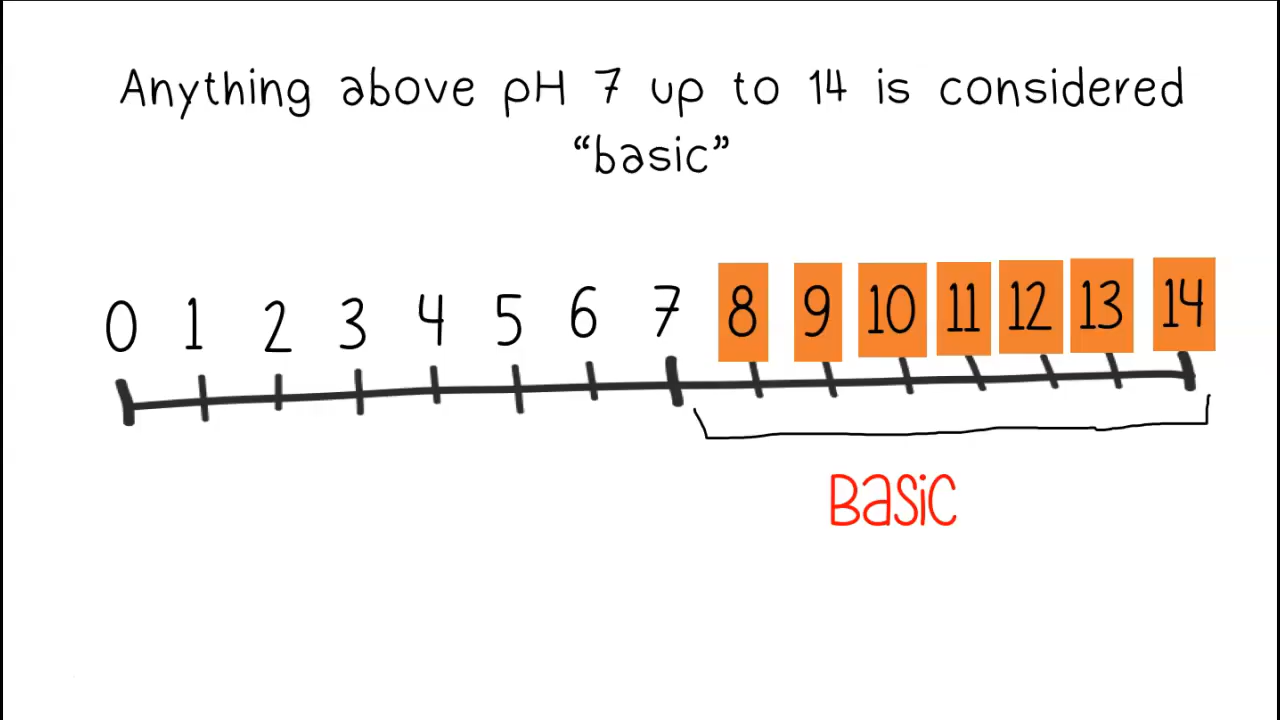 Anything above pH 7 up to 14 is considered
“basic”
0 1 2 3 4 5 6 7 8 9 10 11 12 13 14
BASIC